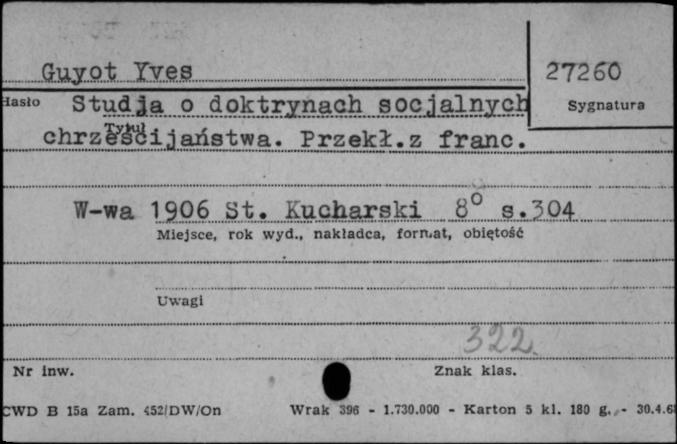 Guyot Yves
27260
Hasło
Studja o doktrynach socjalnych
Sygnatura
Tytuł
chrześcijaństwa. Przekł.z franc.
W-wa 1906 St. Kucharski 8° s.304
Miejsce, rok wyd., nakładca, format, objętość
Uwagi
322.
Nr inw.
Znak klas.
CWD B 15a Zam. 452/DW/On
Wrak 396 - 1.730.000 - Karton 5 kl. 180 g. - 30.4.6